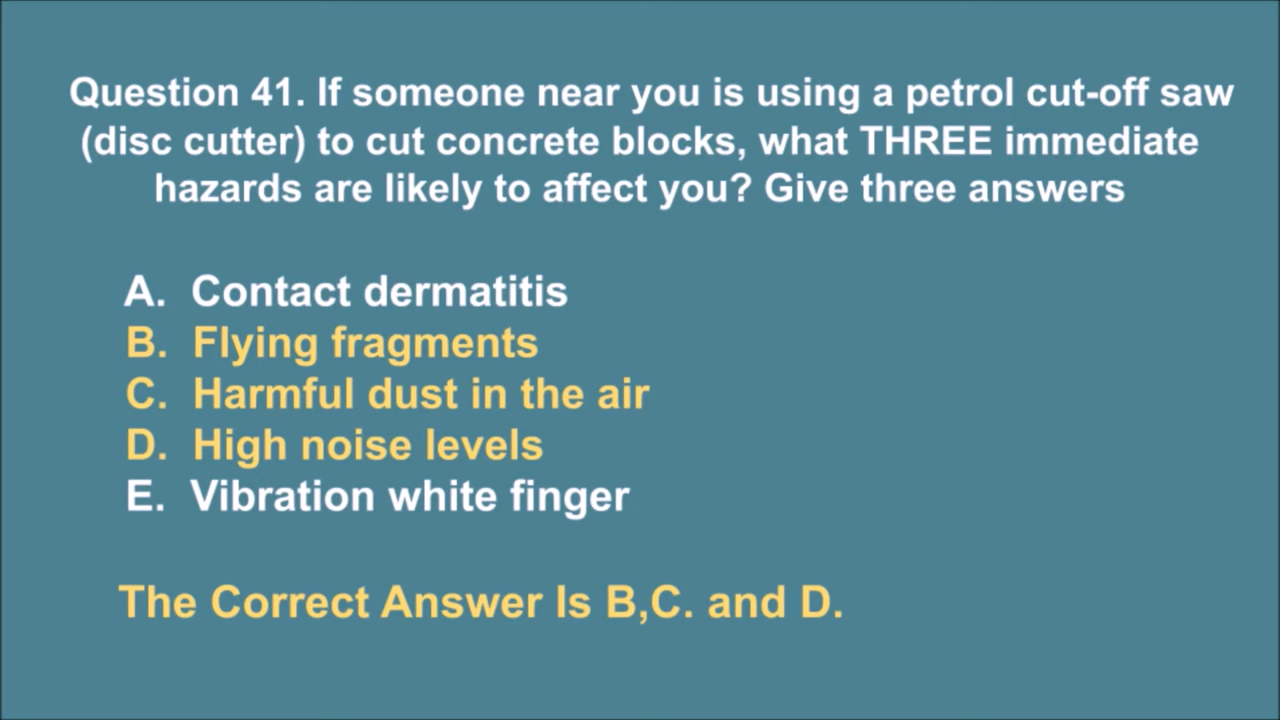 Question 41. If someone near you is using a petrol cut-off saw
(disc cutter) to cut concrete blocks, what THREE immediate
hazards are likely to affect you? Give three answers
A. Contact dermatitis
B. Flying fragments
C. Harmful dust in the air
D. High noise levels
E. Vibration white finger
The Correct Answer Is B,C. and D.